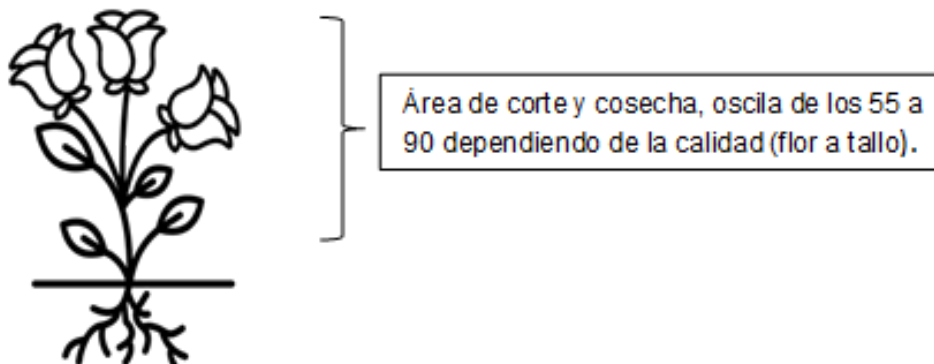 Área de corte y cosecha, oscila de los 55 a
90 dependiendo de la calidad (flor a tallo).